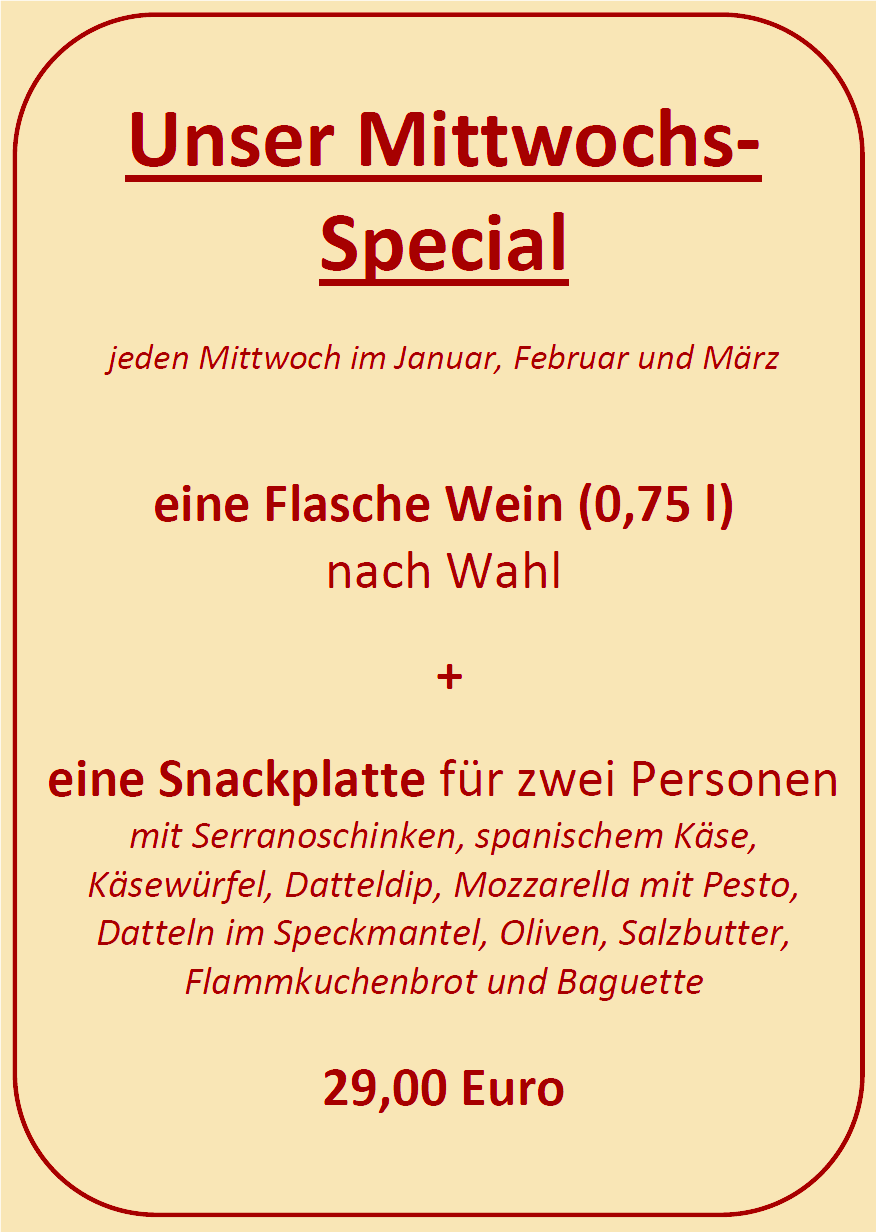 Unser Mittwochs-
Special
jeden Mittwoch im Januar, Februar und März
eine Flasche Wein (0,75 l)
nach Wahl
+
eine Snackplatte für zwei Personen
mit Serranoschinken, spanischem Käse,
Käsewürfel, Datteldip, Mozzarella mit Pesto,
Datteln im Speckmantel, Oliven, Salzbutter,
Flammkuchenbrot und Baguette
29,00 Euro